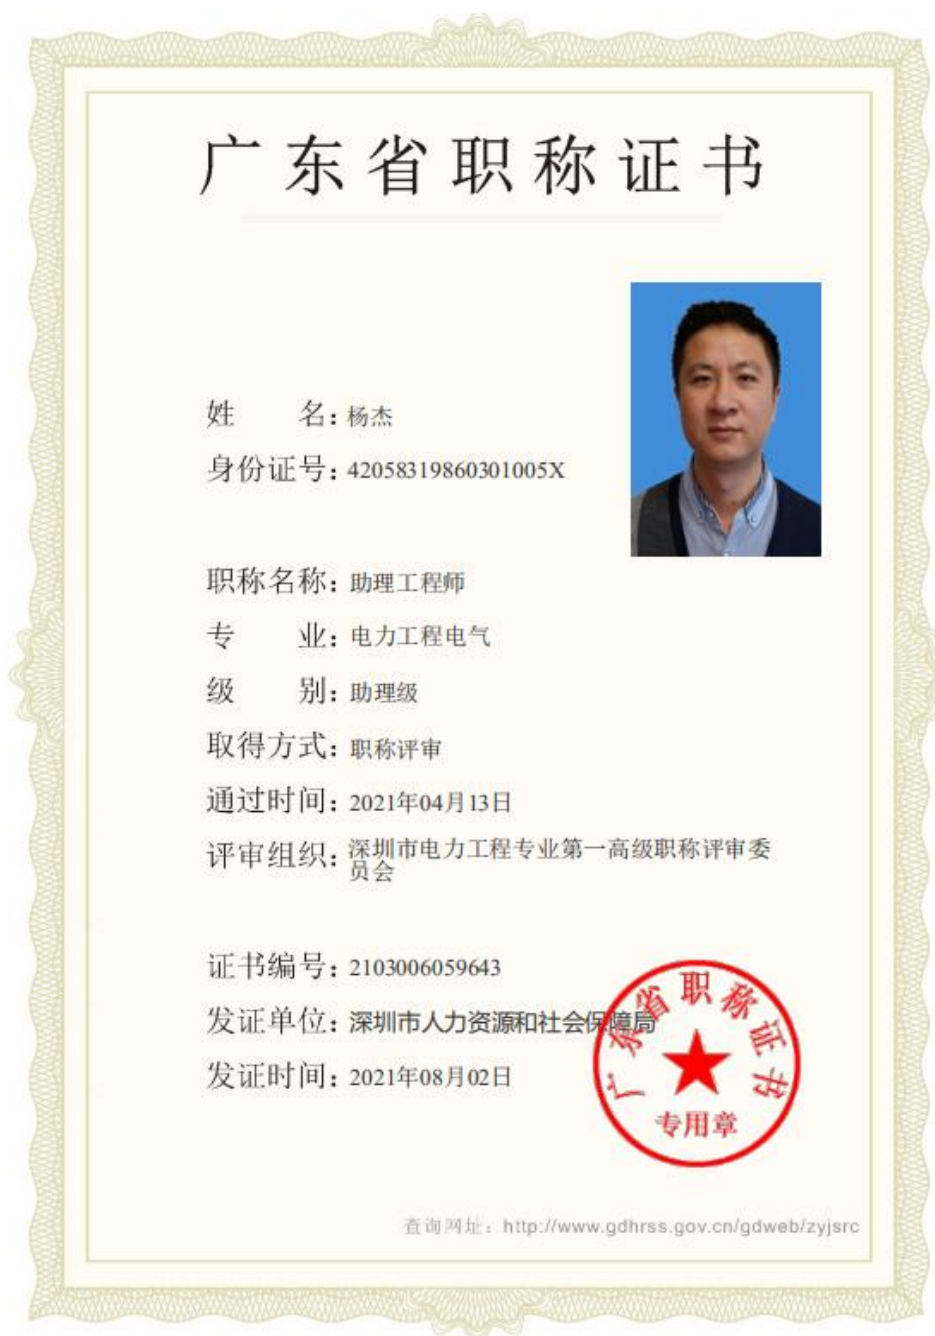 广东省职称证书
姓 名：杨杰
身份证号：42058319860301005X
职称名称：助理工程师
专 业：电力工程电气
级 别：助理级
取得方式：职称评审
通过时间：2021年04月13日
评审组织：深圳市电力工程专业第一高级职称评审委
员会
证书编号：2103006059643
发证单位：深圳市人力资源和社会保障局
发证时间：2021年08月02日
广东省职称证书
专用章
查询网址：http://www.gdhrss.gov.cn/gdweb/zyjsrc